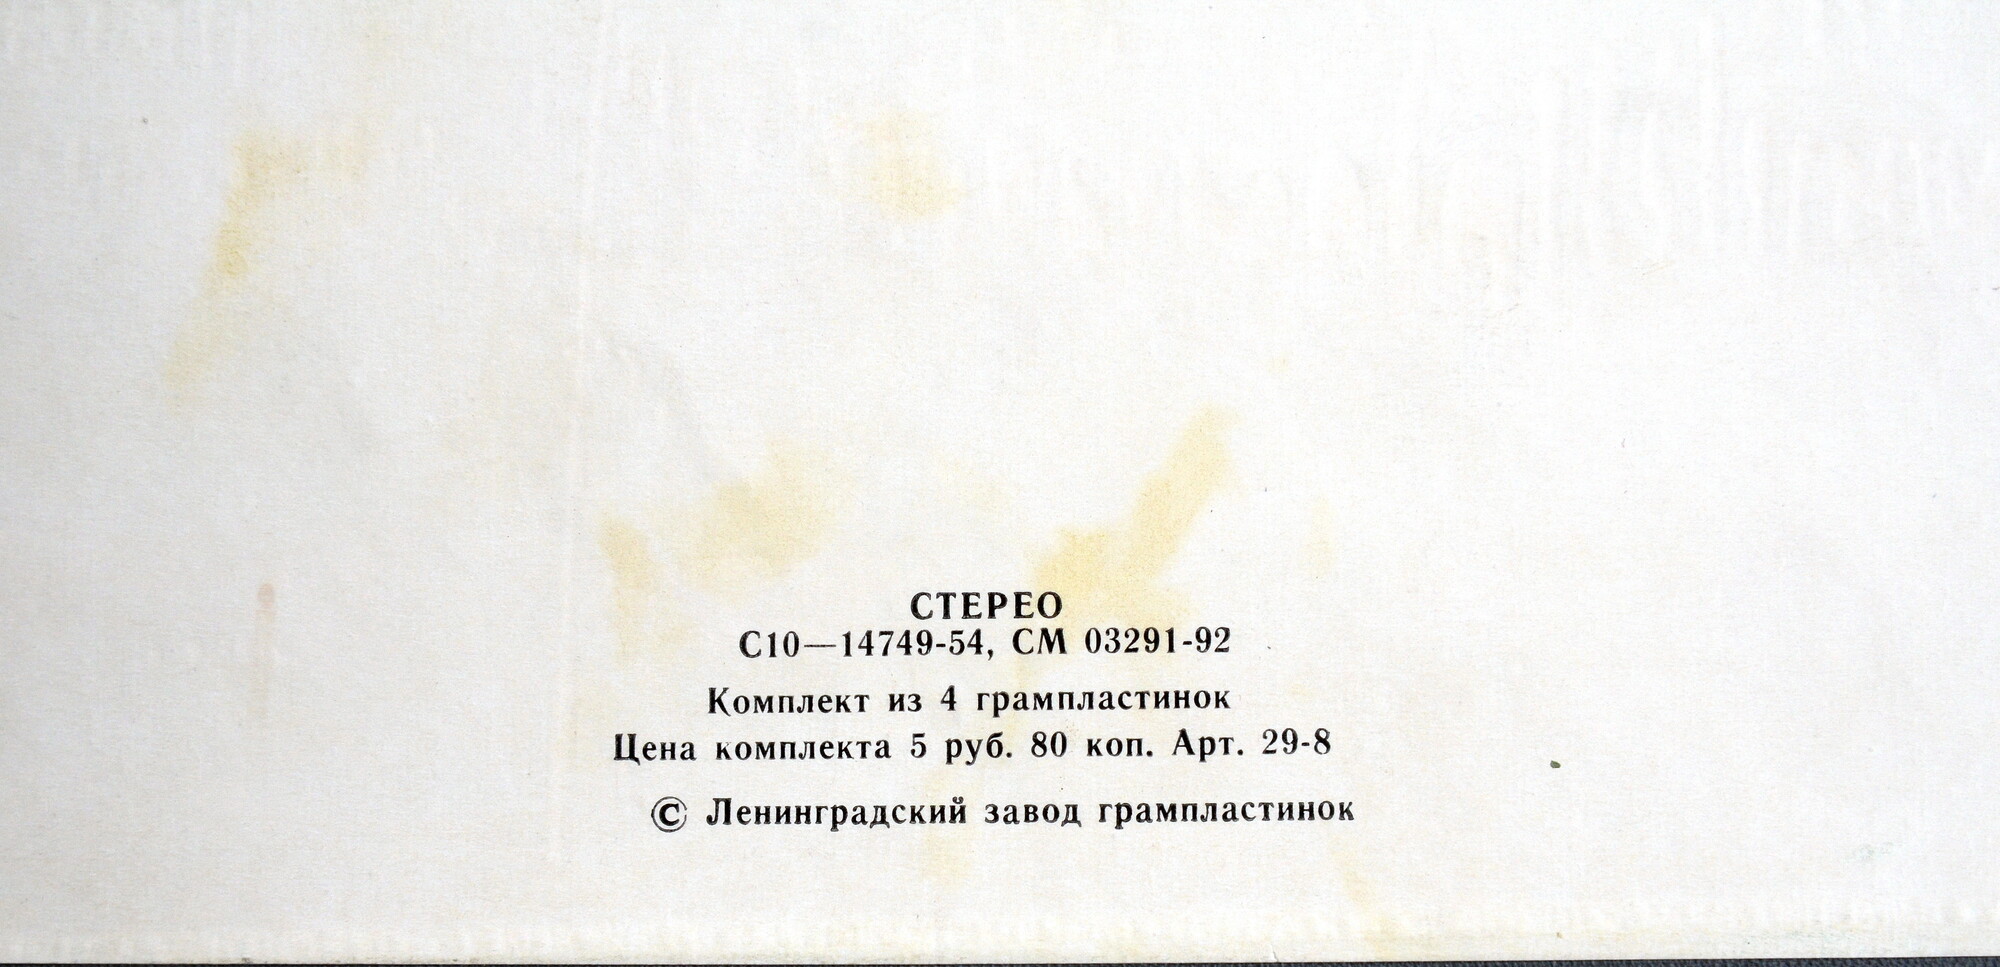 СТЕРЕО
С10—14749-54, СМ 03291-92
Комплект из 4 грампластинок
Цена комплекта 5 руб. 80 коп. Арт. 29-8
© Ленинградский завод грампластинок